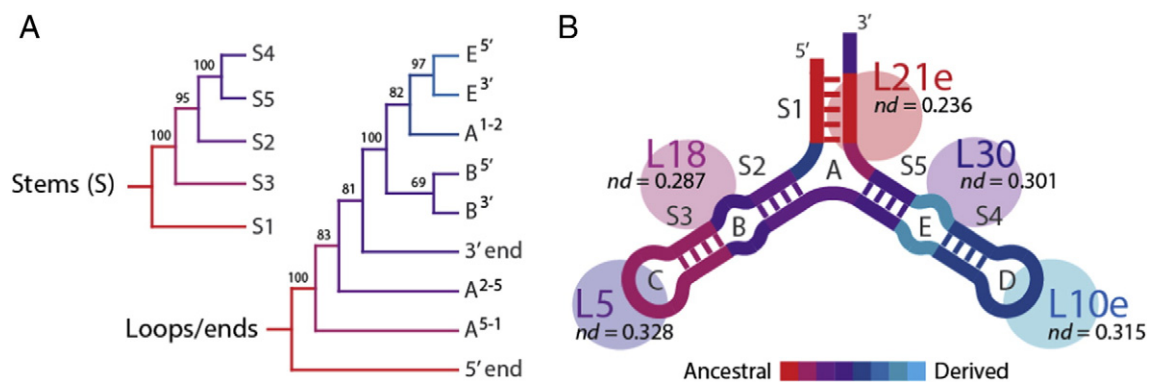 A
Stems (S)
S4
S5
S2
S3
S1
100
95
100
Loops/ends
E5′
E3′
A1-2
B5′
B3′
3′ end
A2-5
A5-1
5′ end
97
82
100
69
81
83
100
B
3′
5′
S1
L21e
nd = 0.236
L18
nd = 0.287
S2
A
S5
L30
nd = 0.301
S3
B
E
S4
C
D
L5
nd = 0.328
L10e
nd = 0.315
Ancestral
Derived